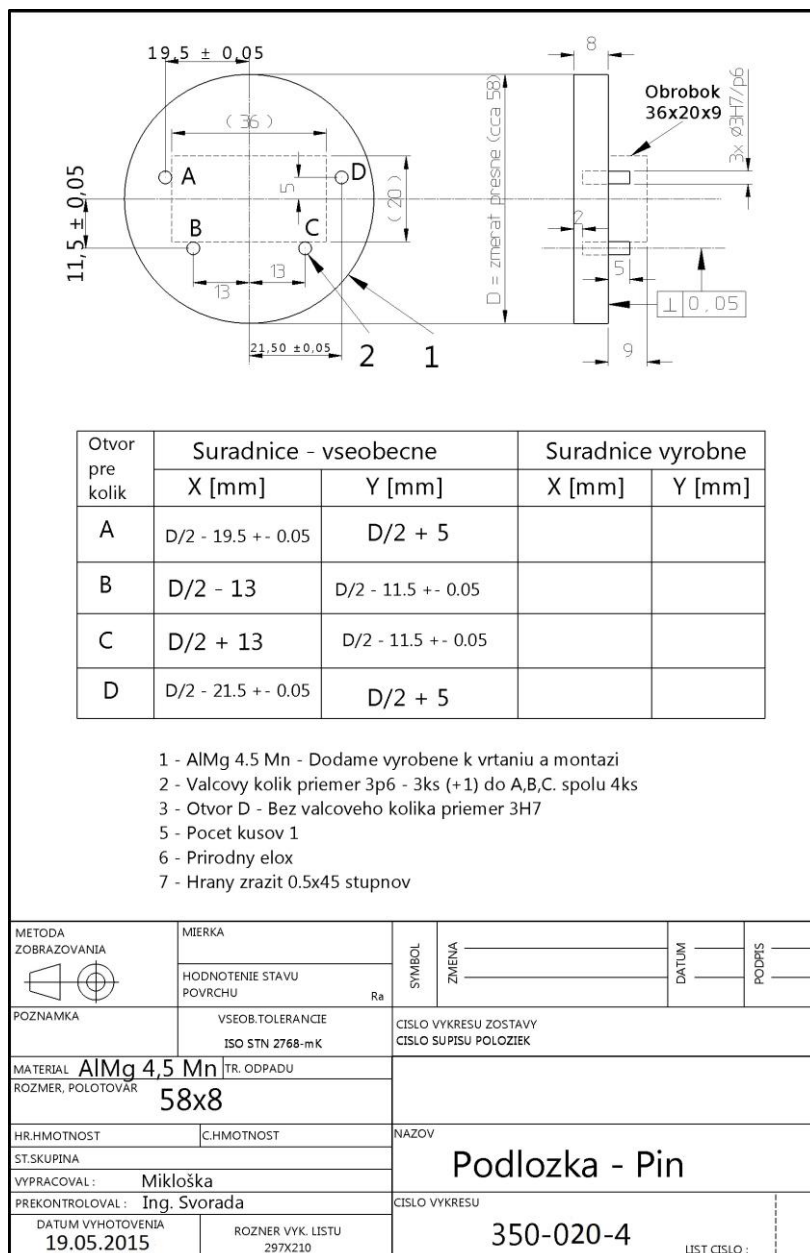 19,5 ± 0,05
( 36 )
A
D
5
( 20 )
11,5 ± 0,05
B
C
13
13
21,50 ±0,05
2
1
D = zmerat presne (cca 58)
8
Obrobok
36x20x9
3x Ø3H7/p6
2
5
⊥ 0,05
9
Otvor pre kolik
Suradnice - vseobecne
Suradnice vyrobne
X [mm]
Y [mm]
X [mm]
Y [mm]
A
D/2 - 19.5 +- 0.05
D/2 + 5
B
D/2 - 13
D/2 - 11.5 +- 0.05
C
D/2 + 13
D/2 - 11.5 +- 0.05
D
D/2 - 21.5 +- 0.05
D/2 + 5
1 - AlMg 4.5 Mn - Dodame vyrobene k vrtaniu a montazi
2 - Valcovy kolik priemer 3p6 - 3ks (+1) do A,B,C. spolu 4ks
3 - Otvor D - Bez valcoveho kolika priemer 3H7
5 - Pocet kusov 1
6 - Prirodny elox
7 - Hrany zrazit 0.5x45 stupnov
METODA
ZOBRAZOVANIA
MIERKA
HODNOTENIE STAVU
POVRCHU
Ra
SYMBOL
ZMENA
DATUM
PODPIS
POZNAMKA
VSEOB.TOLERANCIE
ISO STN 2768-mK
CISLO VYKRESU ZOSTAVY
CISLO SUPISU POLOZIEK
MATERIAL AlMg 4,5 Mn
TR. ODPADU
ROZMER, POLOTOVAR
58x8
HR.HMOTNOST
C.HMOTNOST
ST.SKUPINA
VYPRACOVAL : Mikloška
PREKONTROLOVAL : Ing. Svorada
DATUM VYHOTOVENIA
19.05.2015
ROZNER VYK. LISTU
297X210
NAZOV
Podlozka - Pin
CISLO VYKRESU
350-020-4
LIST CISLO :